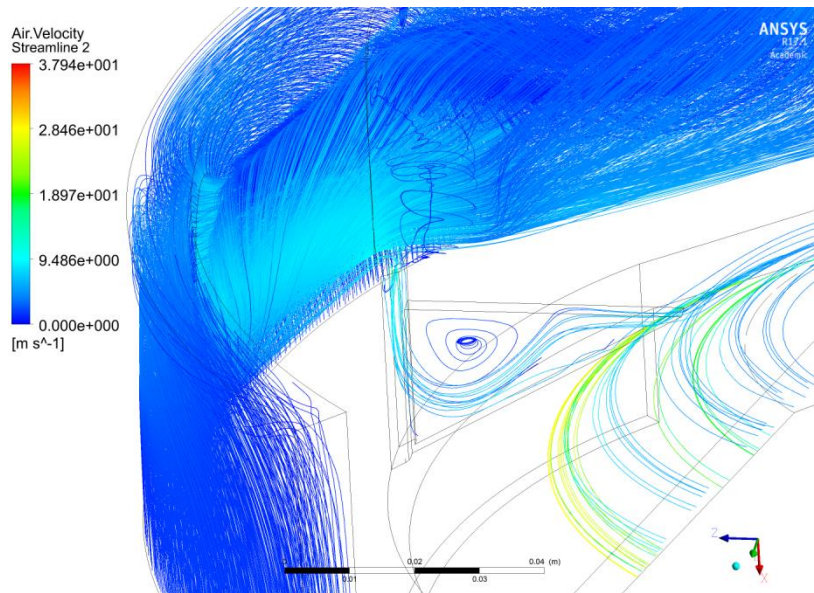 Air.Velocity
Streamline 2
3.794e+001
2.846e+001
1.897e+001
9.486e+000
0.000e+000
[m s^-1]
ANSYS
R17.1
Academic
0
0.02
0.04 (m)
0.01
0.03
Z
X